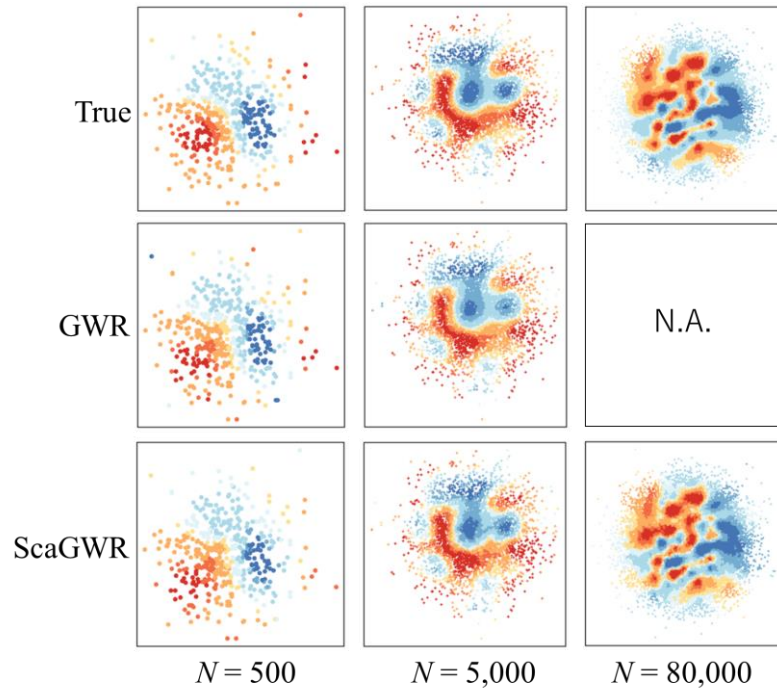 True
GWR
N.A.
ScaGWR
N = 500
N = 5,000
N = 80,000